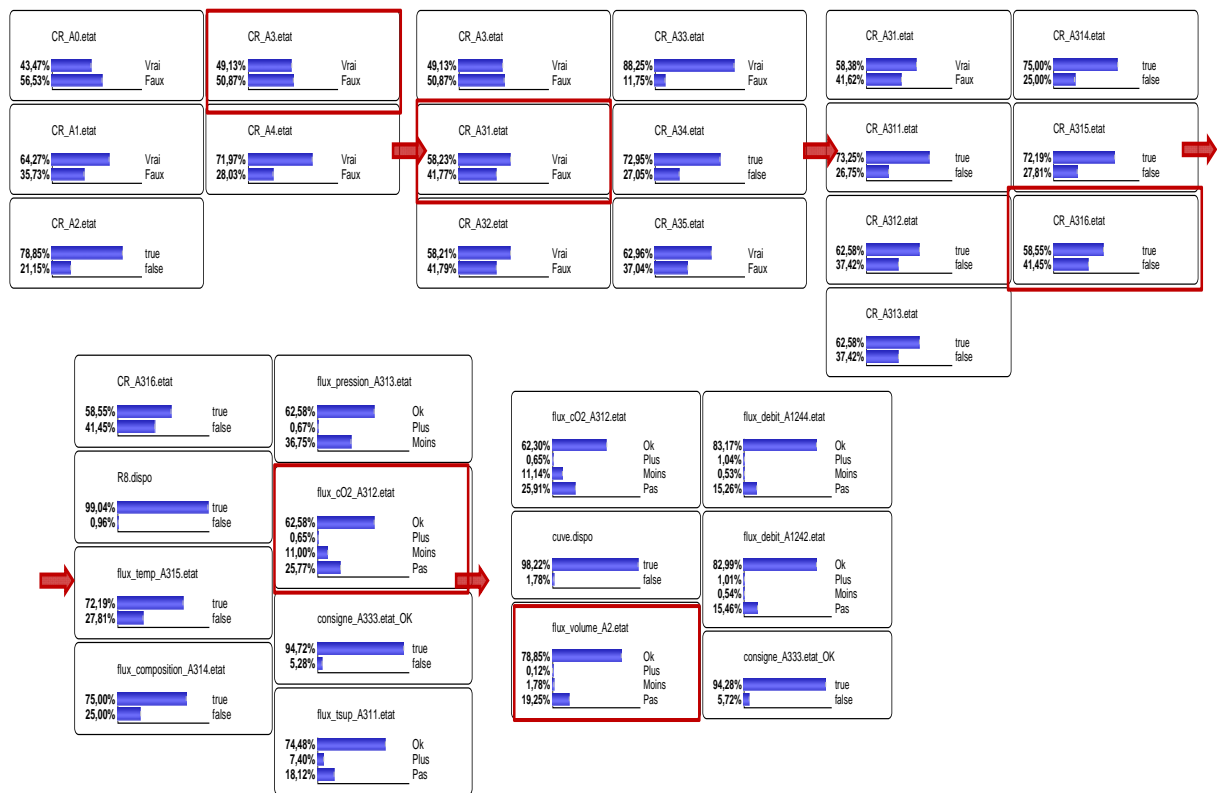 CR_A0.etat
43,47% Vrai
56,53% Faux
CR_A3.etat
49,13% Vrai
50,87% Faux
CR_A1.etat
64,27% Vrai
35,73% Faux
CR_A4.etat
71,97% Vrai
28,03% Faux
CR_A2.etat
78,85% true
21,15% false
CR_A3.etat
49,13% Vrai
50,87% Faux
CR_A33.etat
88,25% Vrai
11,75% Faux
CR_A31.etat
58,23% Vrai
41,77% Faux
CR_A34.etat
72,95% true
27,05% false
CR_A32.etat
58,21% Vrai
41,79% Faux
CR_A35.etat
62,96% Vrai
37,04% Faux
CR_A31.etat
58,38% Vrai
41,62% Faux
CR_A314.etat
75,00% true
25,00% false
CR_A311.etat
73,25% true
26,75% false
CR_A315.etat
72,19% true
27,81% false
CR_A312.etat
62,58% true
37,42% false
CR_A316.etat
58,55% true
41,45% false
CR_A313.etat
62,58% true
37,42% false
CR_A316.etat
58,55% true
41,45% false
flux_pression_A313.etat
62,58% Ok
0,67% Plus
36,75% Moins
R8.dispo
99,04% true
0,96% false
flux_cO2_A312.etat
62,58% Ok
0,65% Plus
11,00% Moins
25,77% Pas
flux_temp_A315.etat
72,19% true
27,81% false
consigne_A333.etat_OK
94,72% true
5,28% false
flux_composition_A314.etat
75,00% true
25,00% false
flux_tsup_A311.etat
74,48% Ok
7,40% Plus
18,12% Pas
flux_cO2_A312.etat
62,30% Ok
0,65% Plus
11,14% Moins
25,91% Pas
flux_debit_A1244.etat
83,17% Ok
1,04% Plus
0,53% Moins
15,26% Pas
cuve.dispo
98,22% true
1,78% false
flux_debit_A1242.etat
82,99% Ok
1,01% Plus
0,54% Moins
15,46% Pas
flux_volume_A2.etat
78,85% Ok
0,12% Plus
1,78% Moins
19,25% Pas
consigne_A333.etat_OK
94,28% true
5,72% false